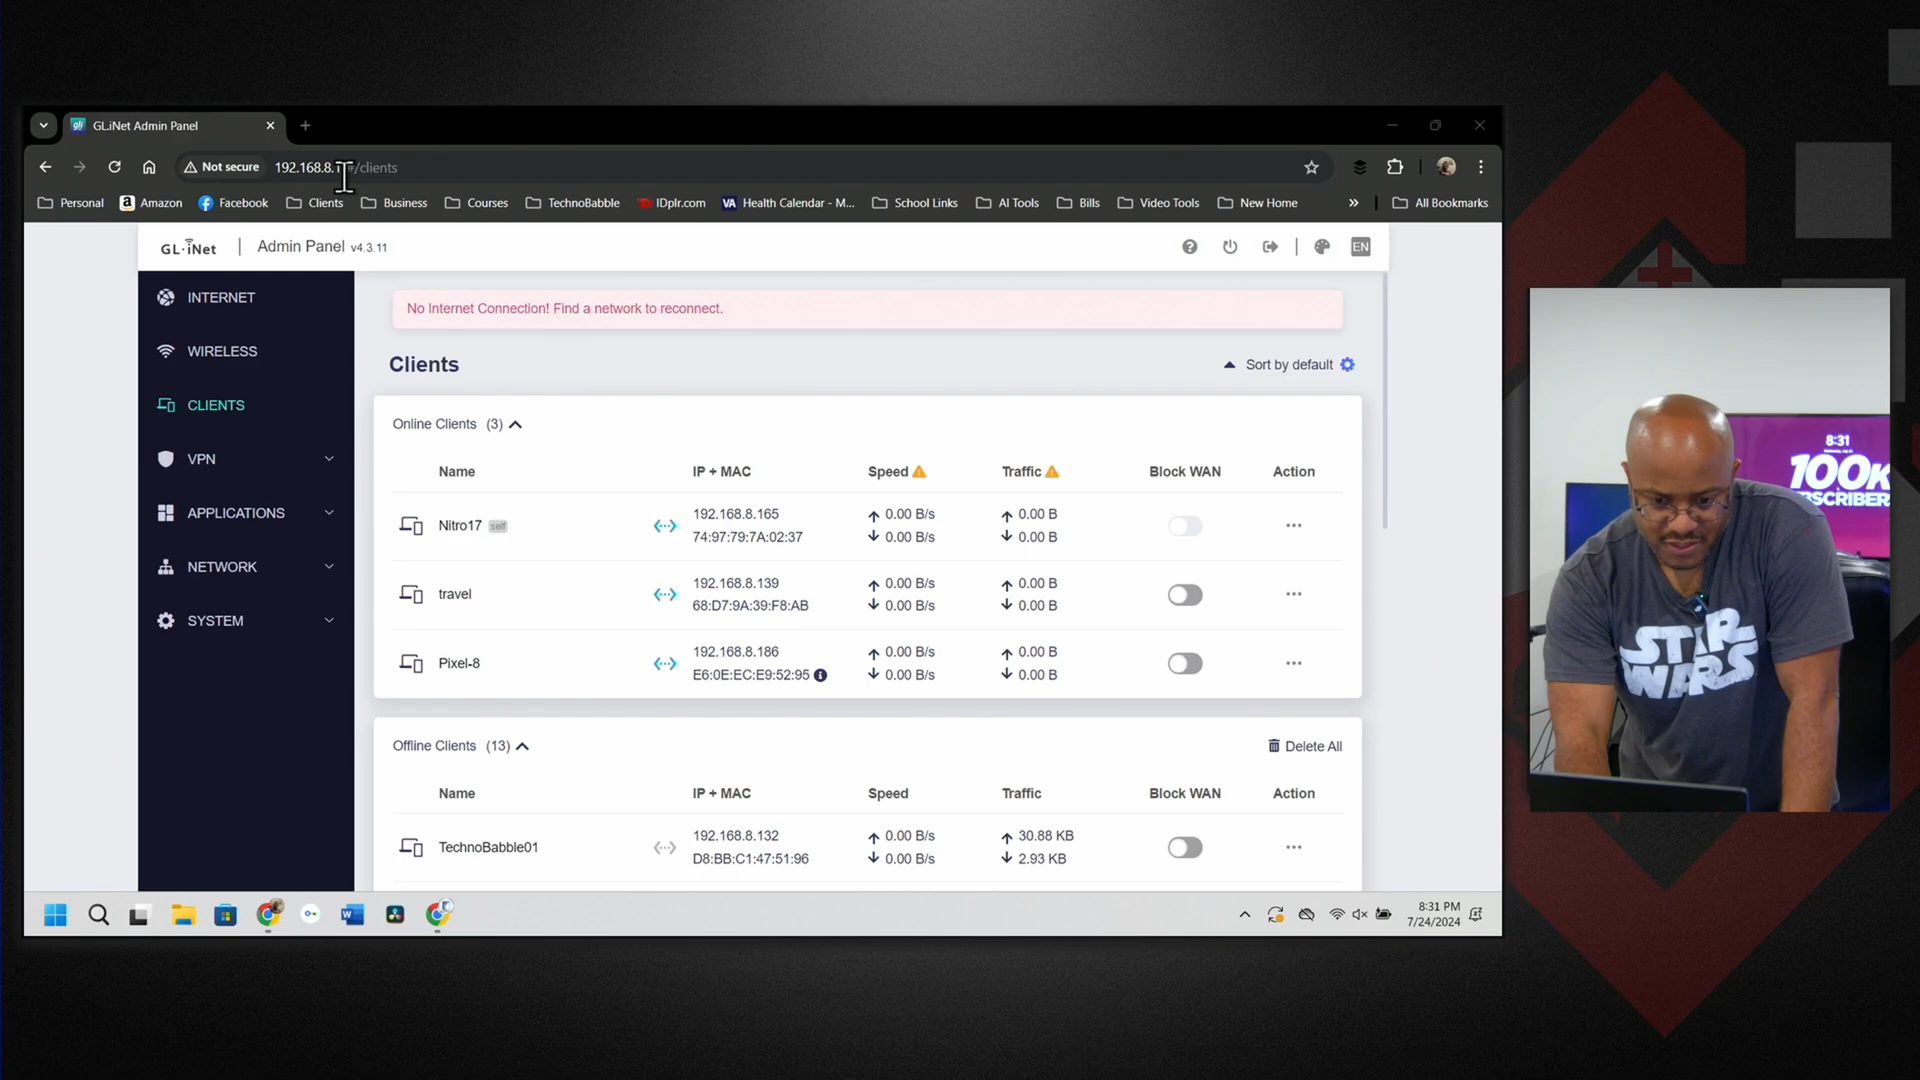 GL.iNet Admin Panel
Not secure 192.168.8.1/#/clients
Personal Amazon Facebook Clients Business Courses TechnoBabble IDplr.com VA Health Calendar - M... School Links AI Tools Bills Video Tools New Home » All Bookmarks
GL·iNet | Admin Panel v4.3.11 EN
INTERNET
WIRELESS
CLIENTS
VPN
APPLICATIONS
NETWORK
SYSTEM
No Internet Connection! Find a network to reconnect.
Clients Sort by default
Online Clients (3)
Name IP + MAC Speed Traffic Block WAN Action
Nitro17 self 192.168.8.165 0.00 B/s 0.00 B
74:97:79:7A:02:37 0.00 B/s 0.00 B
travel 192.168.8.139 0.00 B/s 0.00 B
68:D7:9A:39:F8:AB 0.00 B/s 0.00 B
Pixel-8 192.168.8.186 0.00 B/s 0.00 B
E6:0E:EC:E9:52:95 0.00 B/s 0.00 B
Offline Clients (13) Delete All
Name IP + MAC Speed Traffic Block WAN Action
TechnoBabble01 192.168.8.132 0.00 B/s 30.88 KB
D8:BB:C1:47:51:96 0.00 B/s 2.93 KB
8:31 PM
7/24/2024
8:31
100K
STAR
WARS